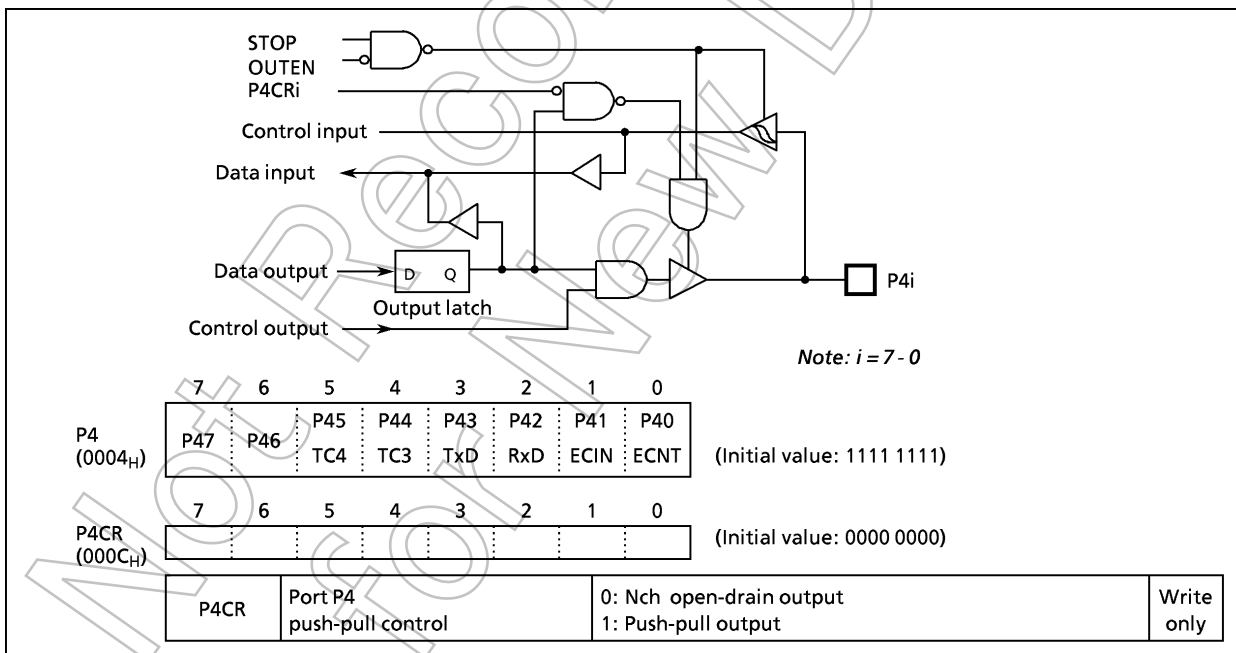 STOP
OUTEN
P4CRi
Control input
Data input
Data output
D Q
Output latch
Control output
P4i
Note: i = 7 - 0
7 6 5 4 3 2 1 0
P4
(0004H)
P47 P46 P45 P44 P43 P42 P41 P40
TC4 TC3 TxD RxD ECIN ECNT
(Initial value: 1111 1111)
7 6 5 4 3 2 1 0
P4CR
(000CH)
(Initial value: 0000 0000)
P4CR
Port P4
push-pull control
0: Nch open-drain output
1: Push-pull output
Write
only
Not Recom
for New D